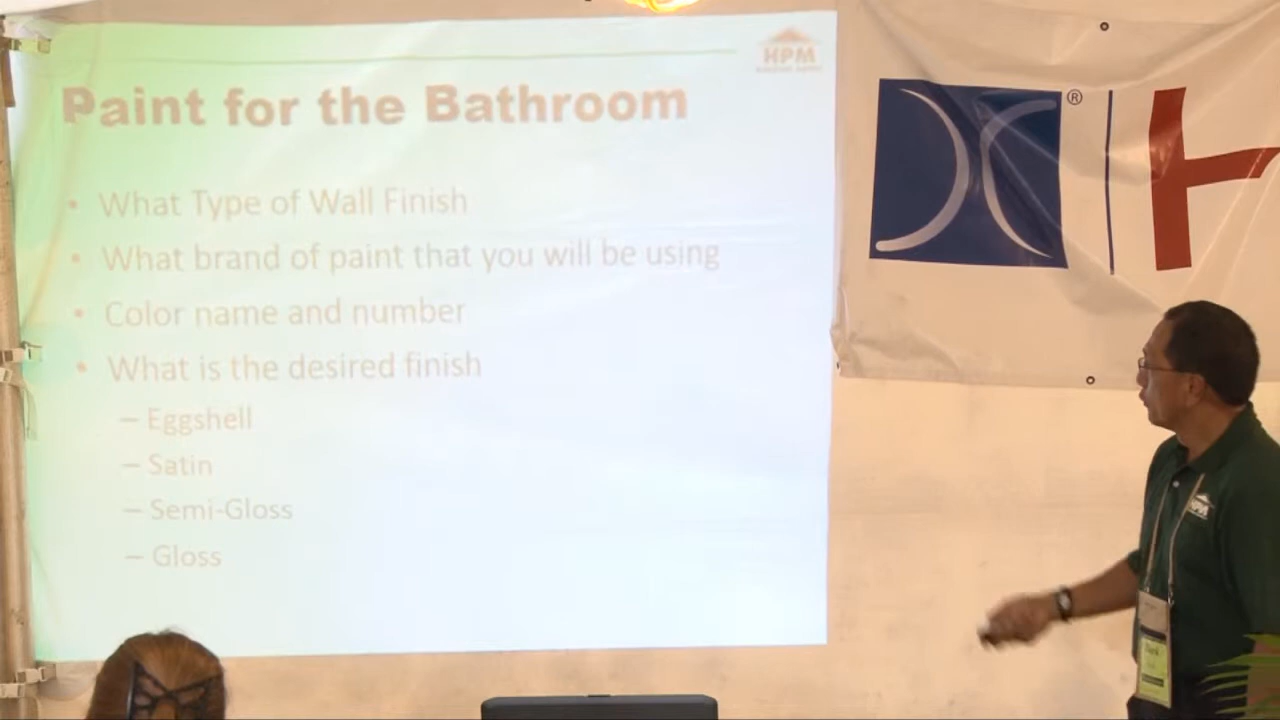 HPM
Paint for the Bathroom
• What Type of Wall Finish
• What brand of paint that you will be using
• Color name and number
• What is the desired finish
– Eggshell
– Satin
– Semi-Gloss
– Gloss
®
H
HPM